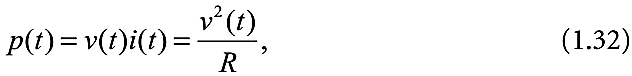 p(t) = v(t)i(t) = v²(t)/R, (1.32)